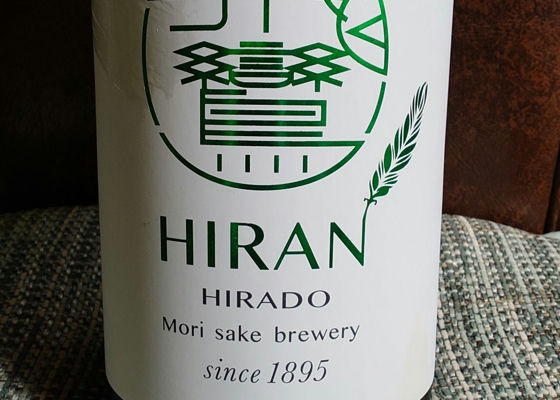 HIRAN
HIRADO
Mori sake brewery
since 1895